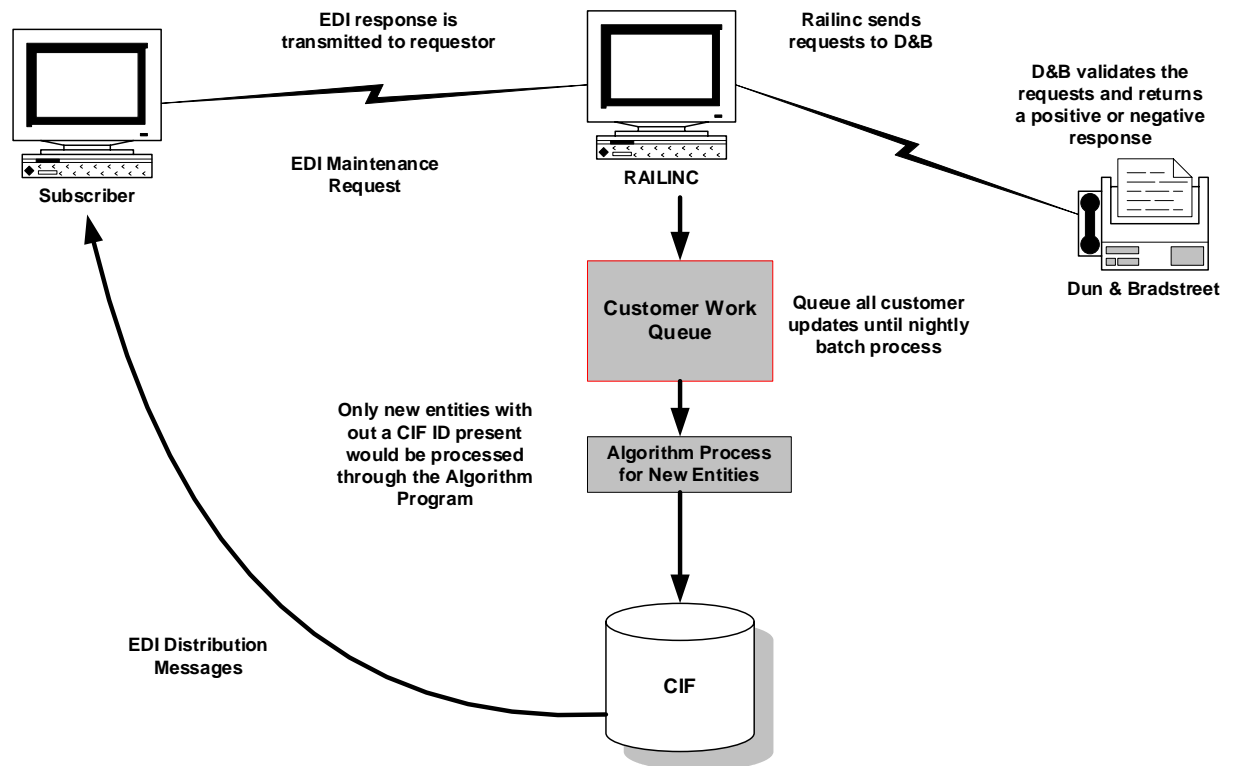 EDI response is
transmitted to requestor
Railinc sends
requests to D&B
D&B validates the
requests and returns
a positive or negative
response
EDI Maintenance
Request
Subscriber
RAILINC
Dun & Bradstreet
Customer Work
Queue
Queue all customer
updates until nightly
batch process
Only new entities with
out a CIF ID present
would be processed
through the Algorithm
Program
Algorithm Process
for New Entities
EDI Distribution
Messages
CIF